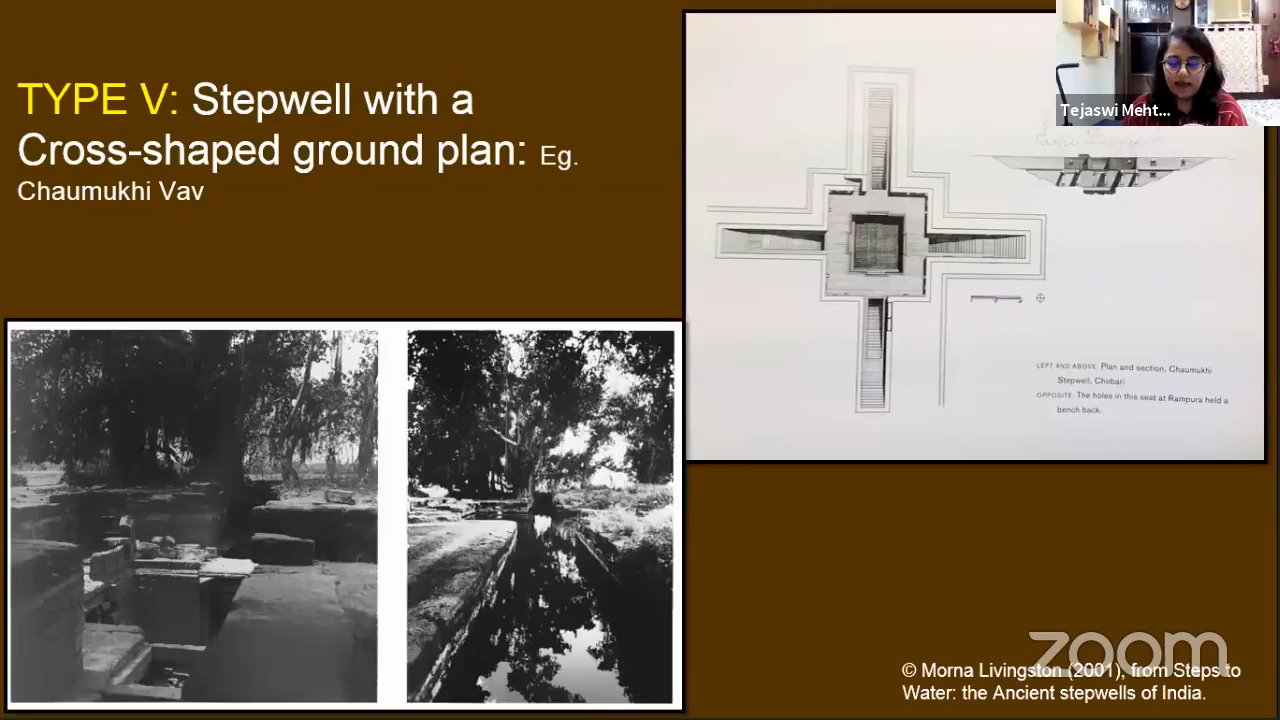 TYPE V: Stepwell with a
Cross-shaped ground plan: Eg.
Chaumukhi Vav
Tejaswi Meht...
LEFT AND ABOVE Plan and section, Chaumukhi
Stepwell, Chobari
OPPOSITE: The holes in this seat at Rampura held a
bench back.
zoom
© Morna Livingston (2001), from Steps to
Water: the Ancient stepwells of India.